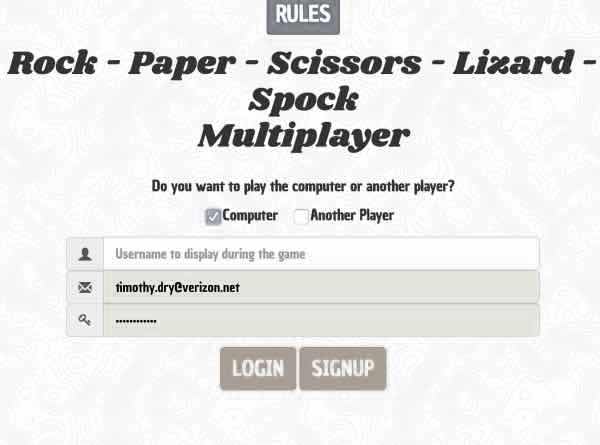 RULES
Rock - Paper - Scissors - Lizard -
Spock
Multiplayer
Do you want to play the computer or another player?
Computer Another Player
Username to display during the game
timothy.dry@verizon.net
••••••••••••
LOGIN SIGNUP